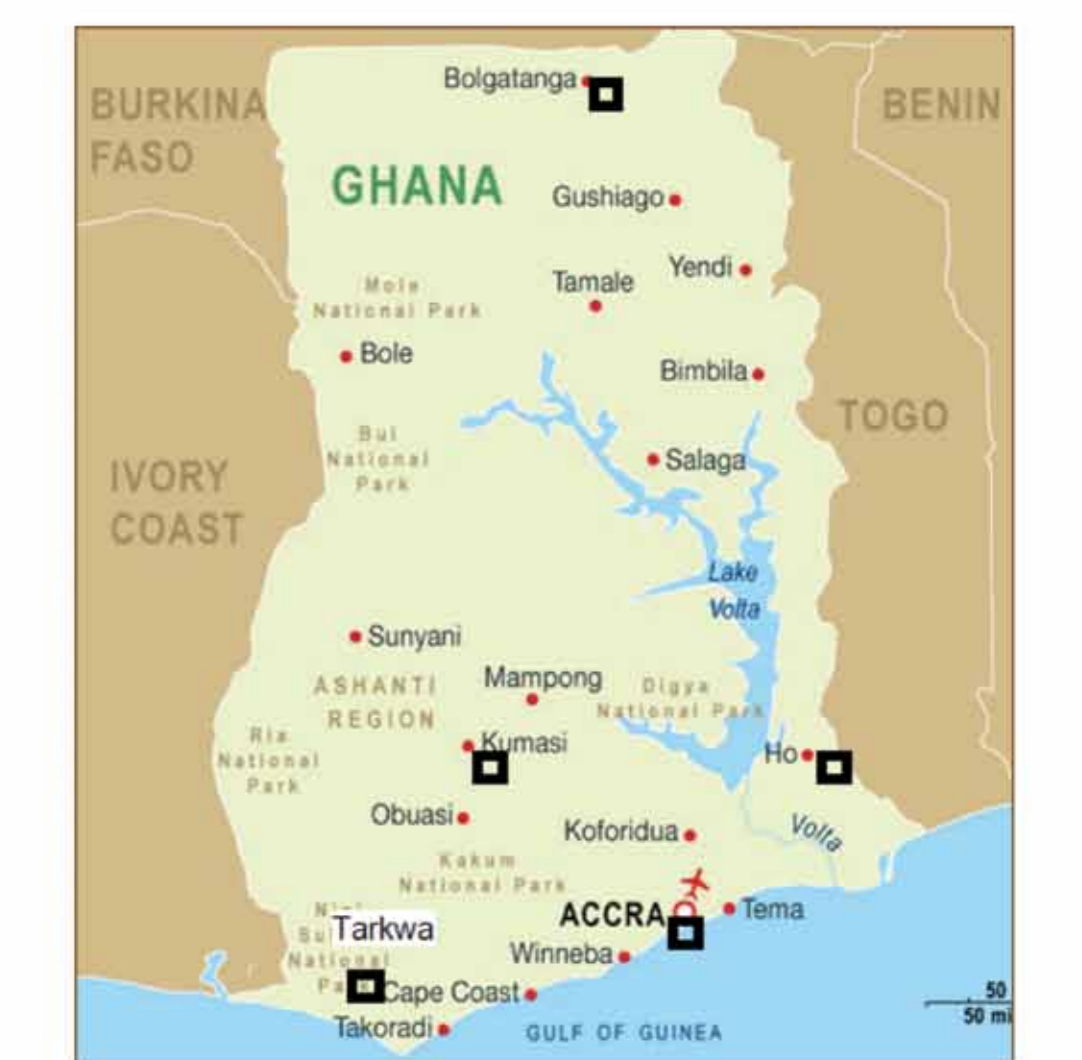 Bolgatanga
BURKINA
FASO
BENIN
GHANA
Gushiago
Yendi
Tamale
Mole
National Park
Bole
Bimbila
TOGO
Bui
National
Park
Salaga
IVORY
COAST
Lake
Volta
Sunyani
Mampong
ASHANTI
REGION
Digya
National Park
Kumasi
Ria
National
Park
Ho
Obuasi
Koforidua
Volta
Kakum
National Park
ACCRA
Tema
Tarkwa
National
Winneba
Cape Coast
Takoradi
GULF OF GUINEA
50
50 mi